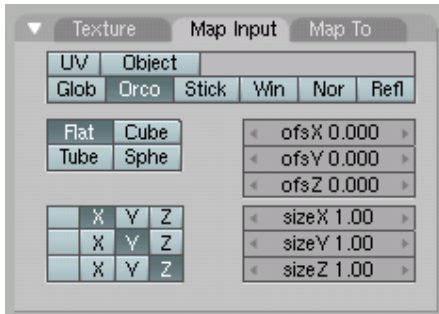 Texture Map Input Map To
UV Object
Glob Orco Stick Win Nor Refl
Flat Cube ofsX 0.000
Tube Sphe ofsY 0.000
ofsZ 0.000
X Y Z sizeX 1.00
X Y Z sizeY 1.00
X Y Z sizeZ 1.00